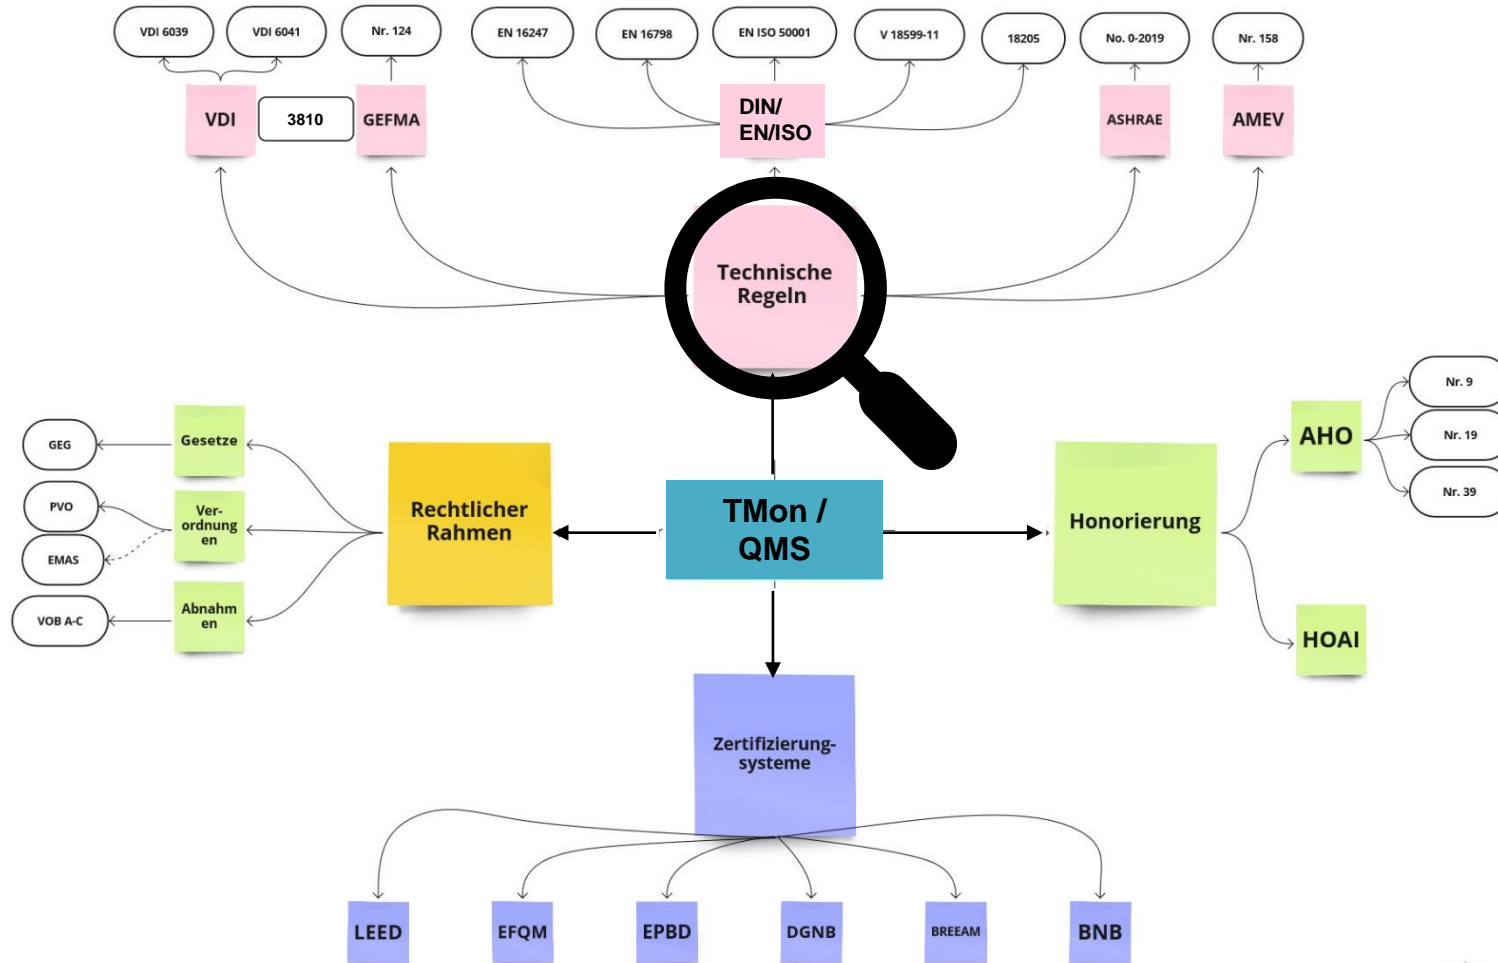 VDI 6039
VDI 6041
Nr. 124
EN 16247
EN 16798
EN ISO 50001
V 18599-11
18205
No. 0-2019
Nr. 158
VDI
3810
GEFMA
DIN/
EN/ISO
ASHRAE
AMEV
Technische
Regeln
GEG
PVO
EMAS
VOB A-C
Gesetze
Ver-
ordnung
en
Abnahm
en
Rechtlicher
Rahmen
TMon /
QMS
Honorierung
AHO
Nr. 9
Nr. 19
Nr. 39
HOAI
Zertifizierung-
systeme
LEED
EFQM
EPBD
DGNB
BREEAM
BNB